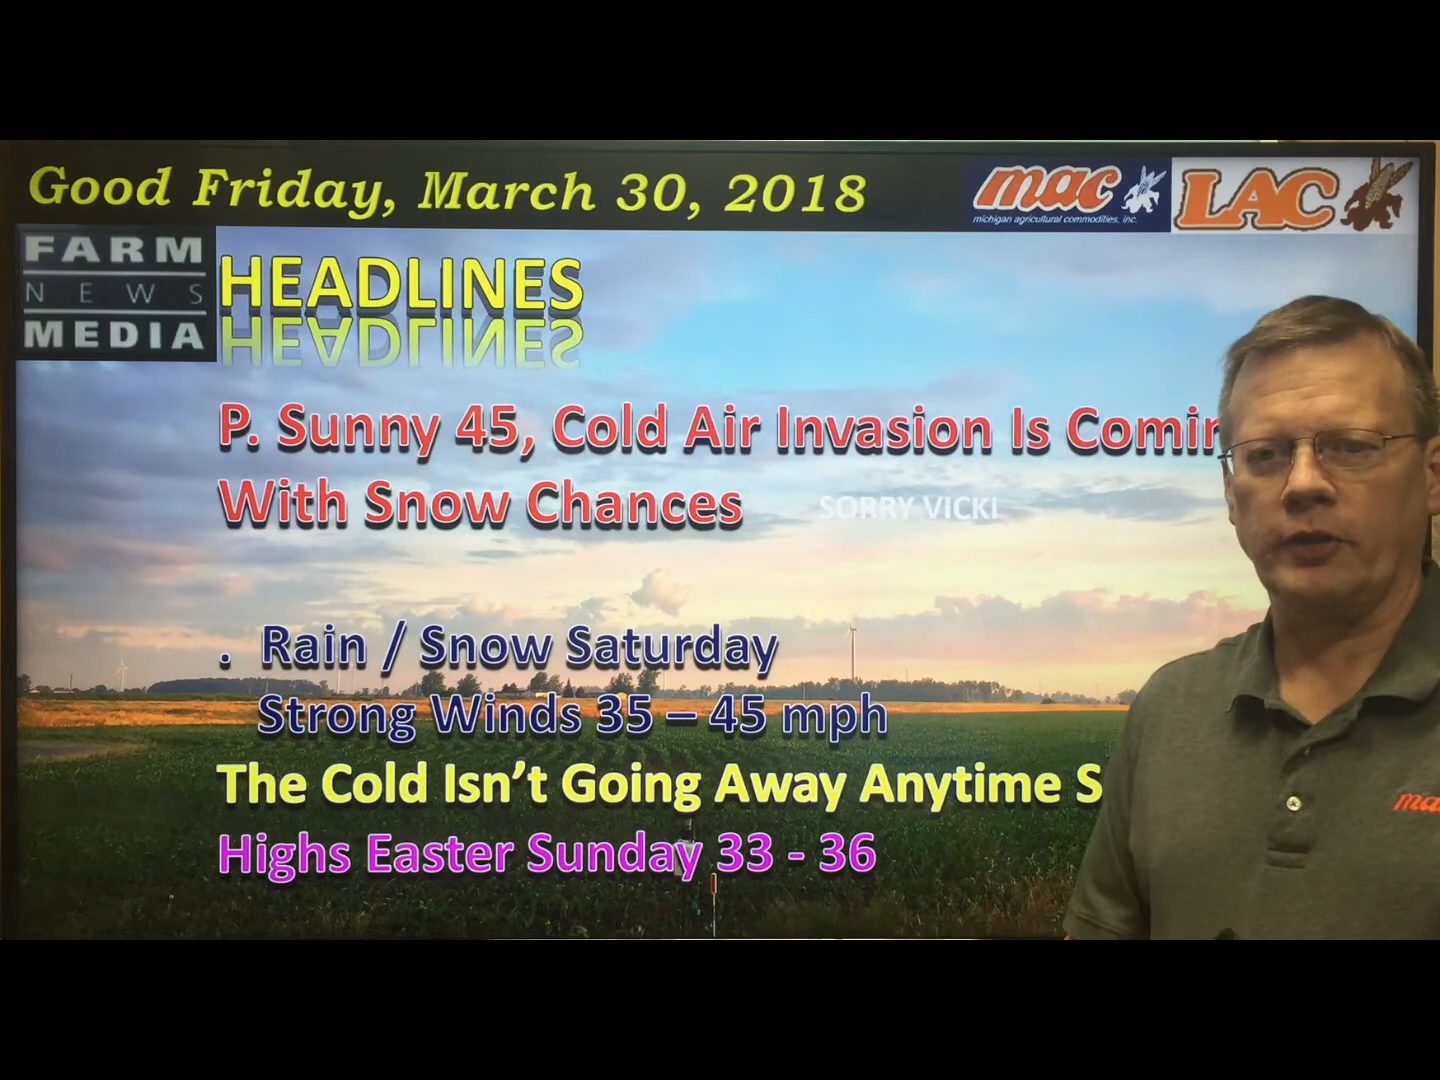 Good Friday, March 30, 2018
mac
michigan agricultural commodities, inc.
LAC
FARM
NEWS
MEDIA
HEADLINES
P. Sunny 45, Cold Air Invasion Is Comin
With Snow Chances
SORRY VICKI
. Rain / Snow Saturday
Strong Winds 35 – 45 mph
The Cold Isn’t Going Away Anytime S
Highs Easter Sunday 33 - 36
ma